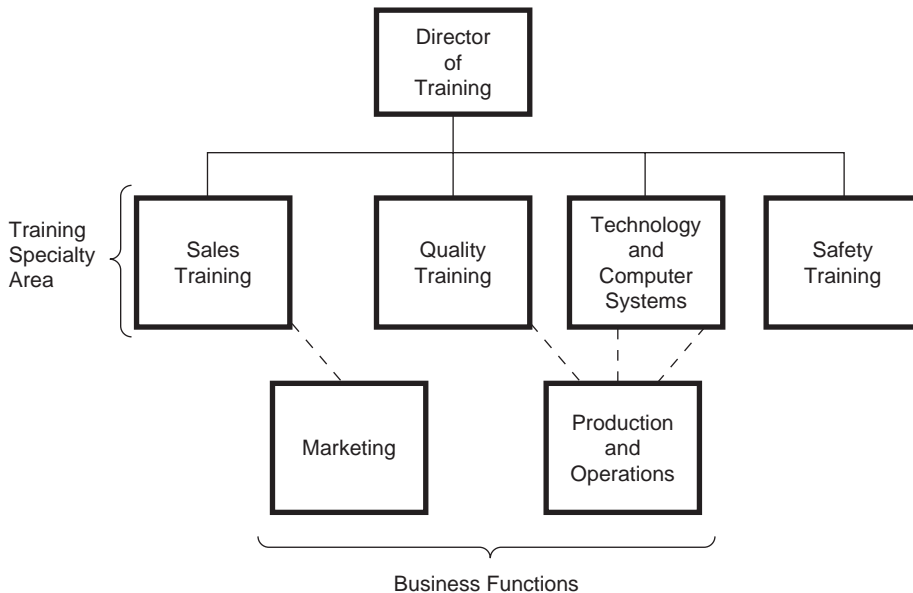 Director
of
Training
Training
Specialty
Area
Sales
Training
Quality
Training
Technology
and
Computer
Systems
Safety
Training
Marketing
Production
and
Operations
Business Functions